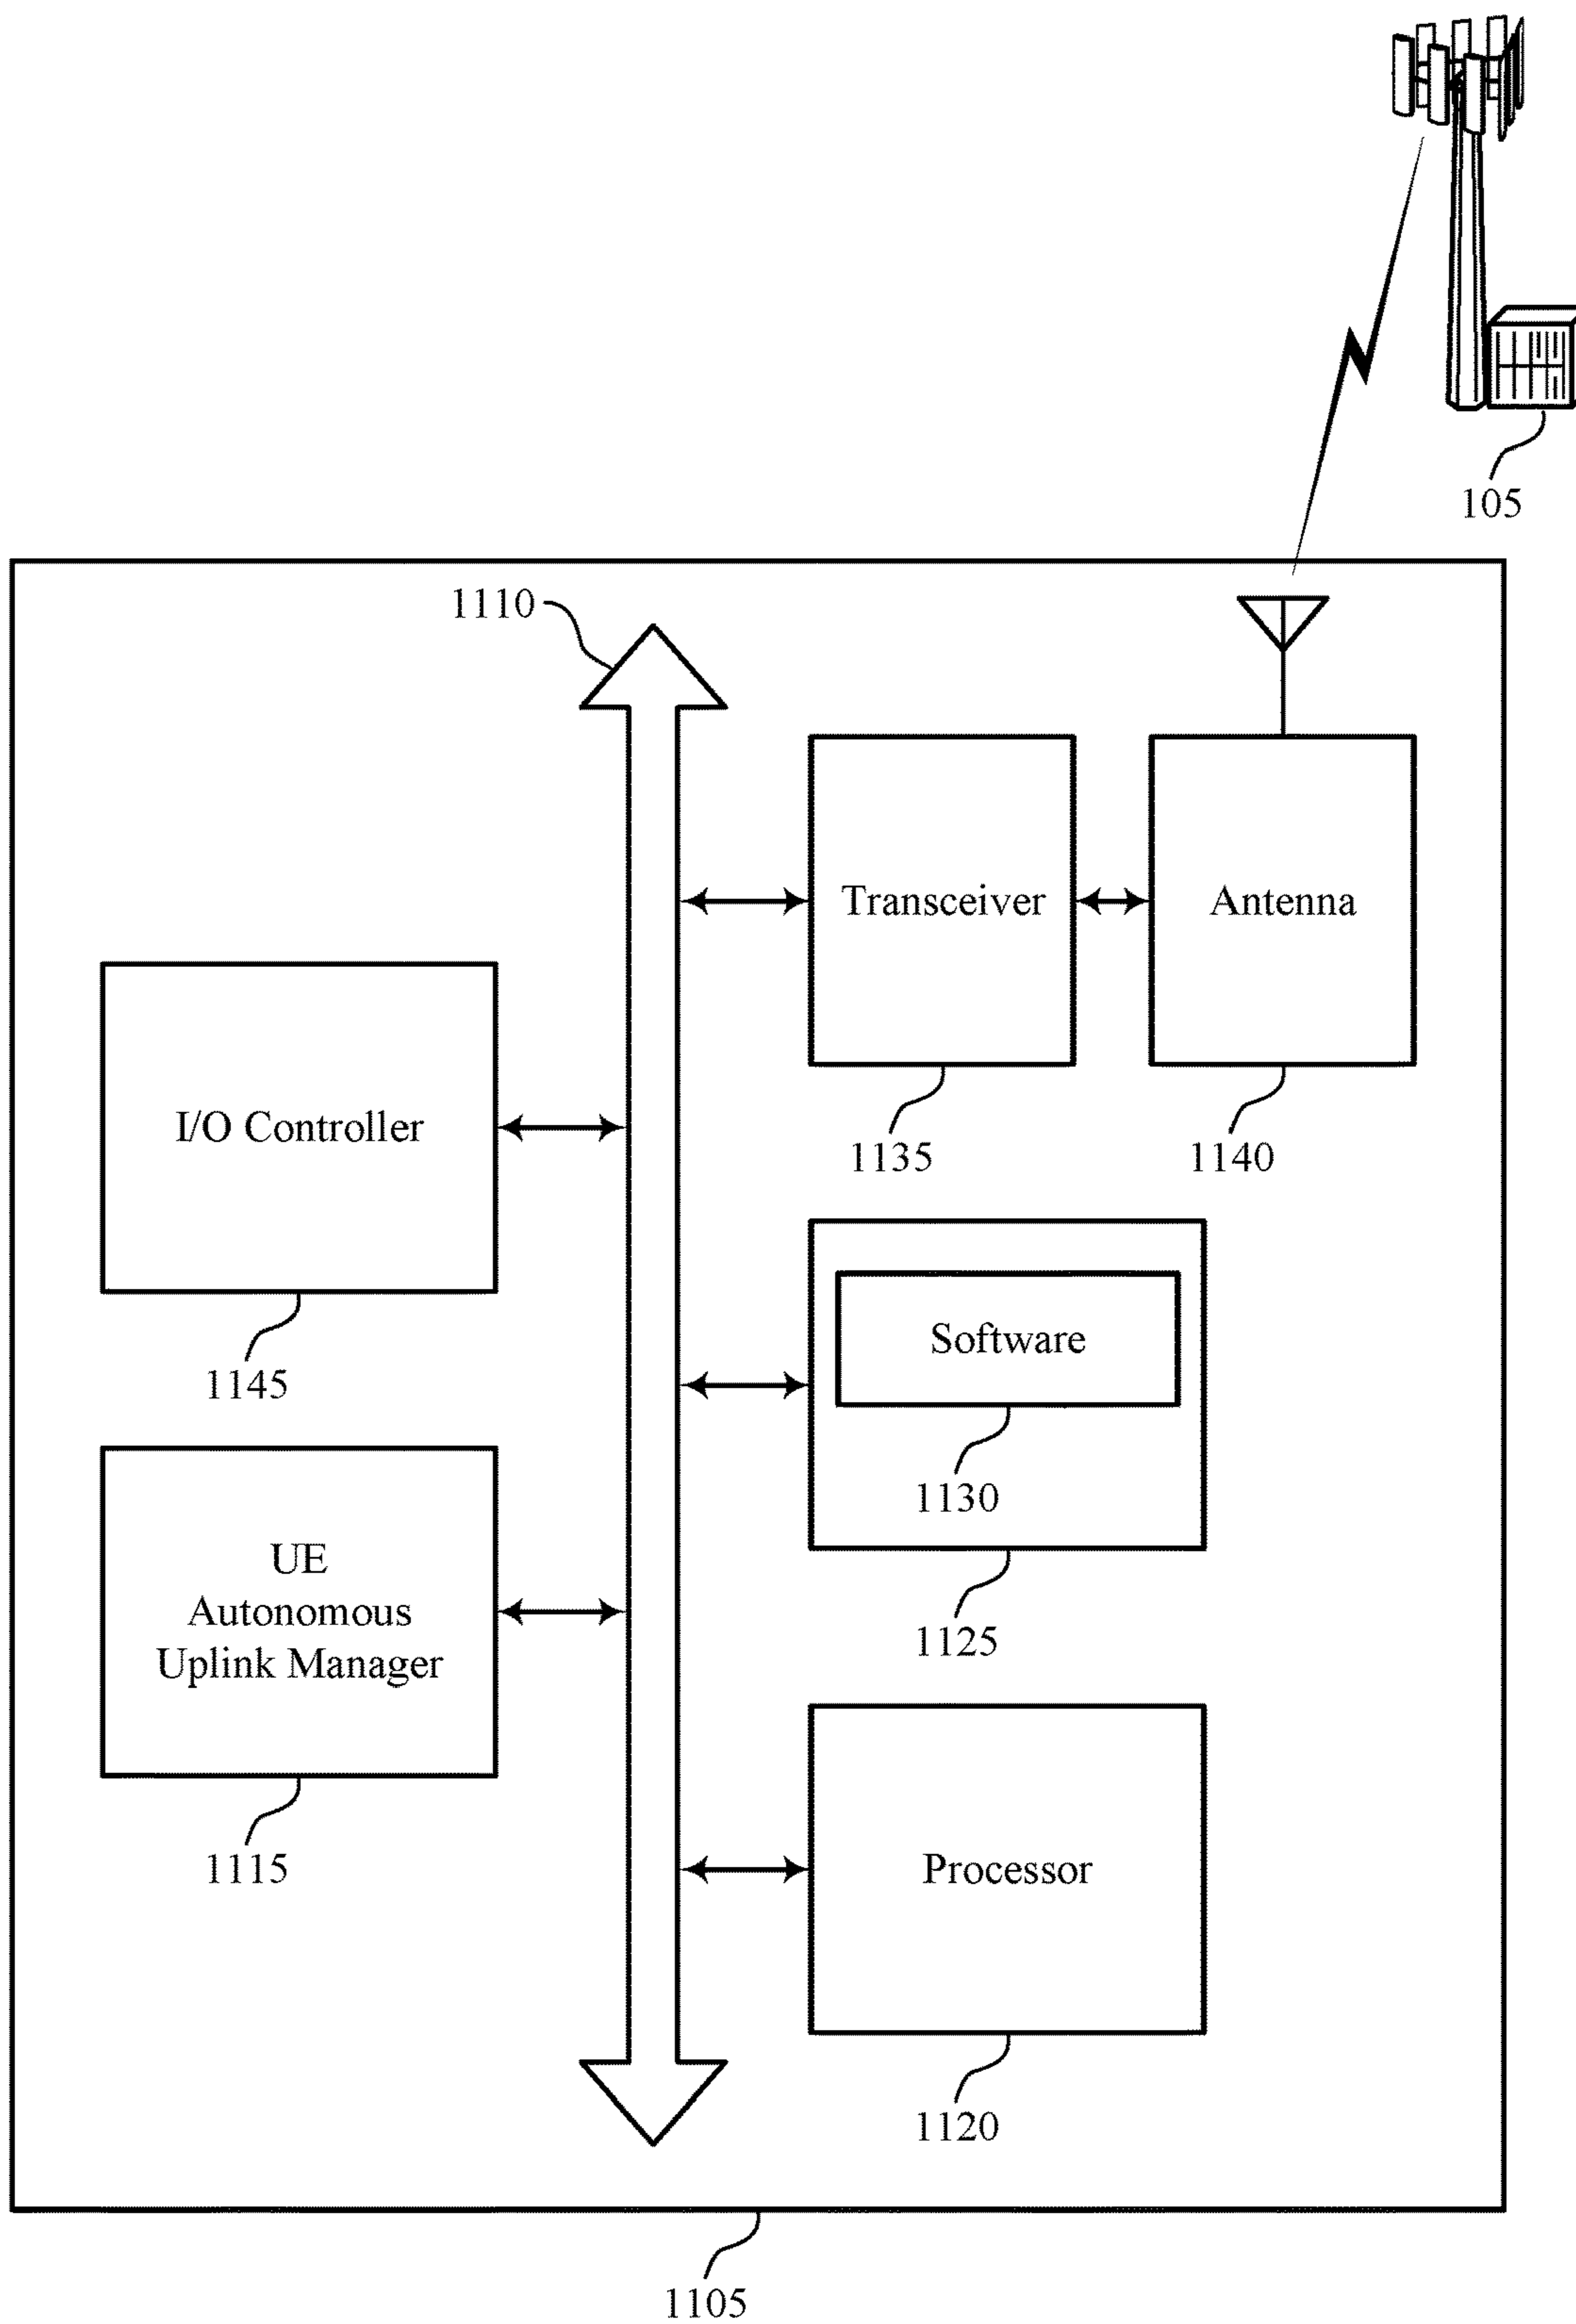 105
1110
Transceiver
Antenna
1135
1140
I/O Controller
1145
Software
1130
1125
UE
Autonomous
Uplink Manager
1115
Processor
1120
1105